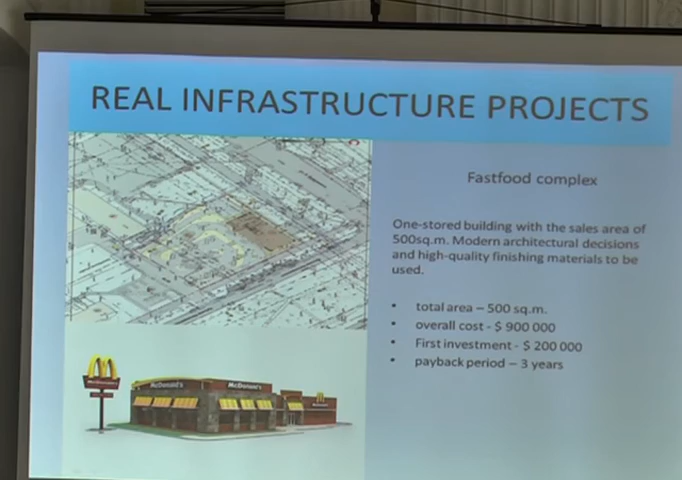 REAL INFRASTRUCTURE PROJECTS
Fastfood complex
One-stored building with the sales area of
500sq.m. Modern architectural decisions
and high-quality finishing materials to be
used.
• total area – 500 sq.m.
• overall cost - $ 900 000
• First investment - $ 200 000
• payback period – 3 years
McDonald's
McDonald's
McDonald's